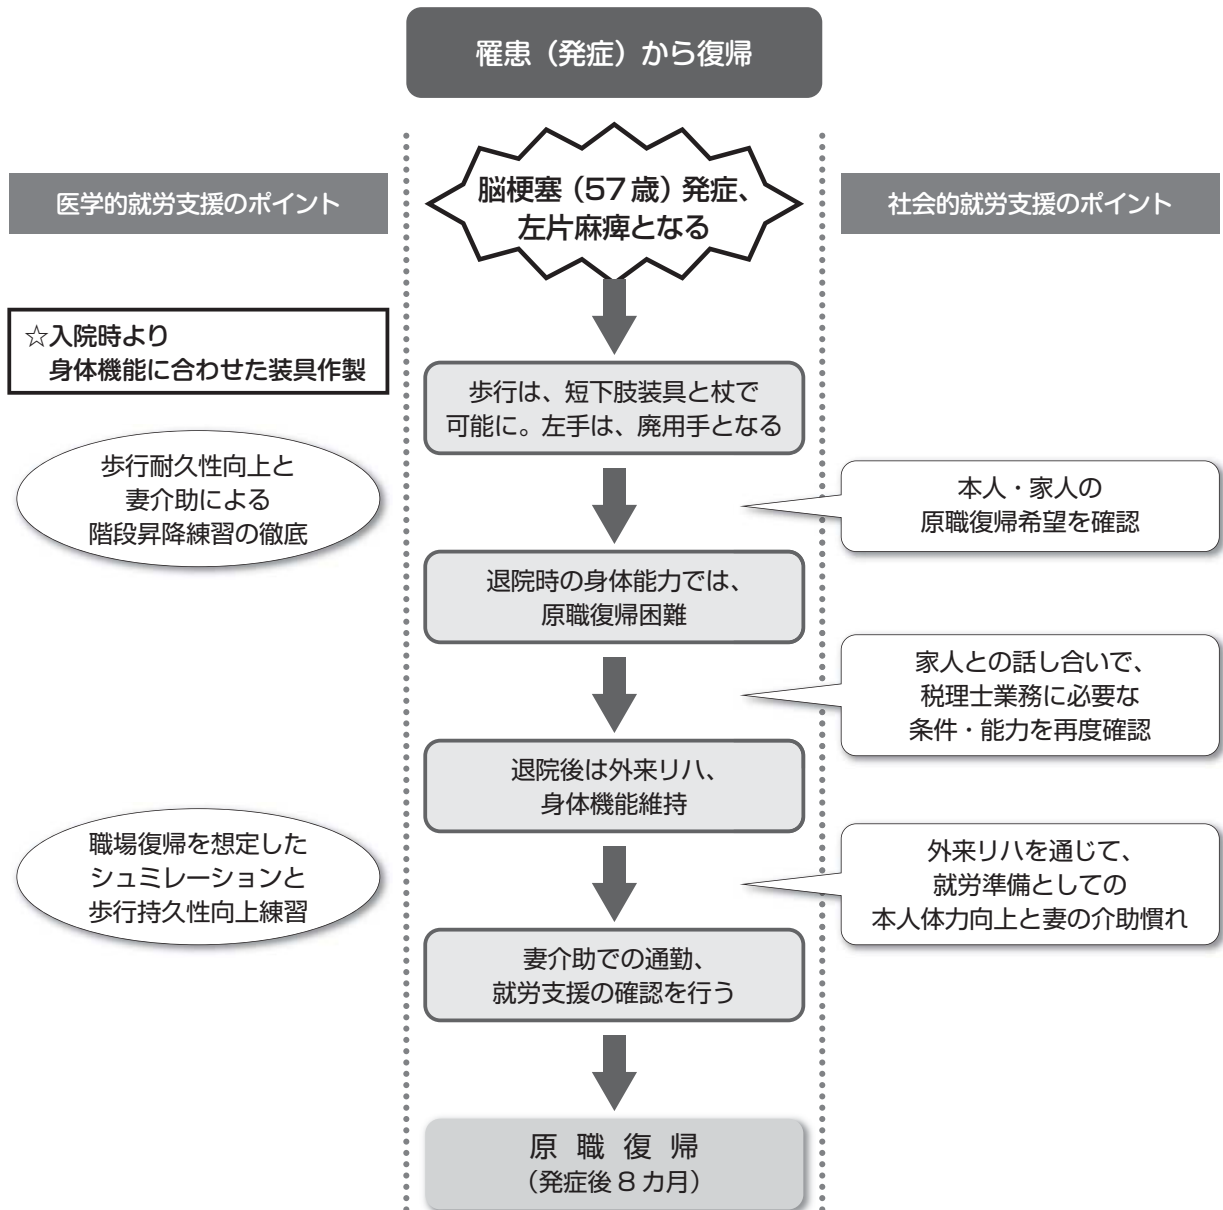 罹患（発症）から復帰
医学的就労支援のポイント
脳梗塞（57歳）発症、
左片麻痺となる
社会的就労支援のポイント
☆入院時より
身体機能に合わせた装具作製
歩行は、短下肢装具と杖で
可能に。左手は、廃用手となる
歩行耐久性向上と
妻介助による
階段昇降練習の徹底
本人・家人の
原職復帰希望を確認
退院時の身体能力では、
原職復帰困難
家人との話し合いで、
税理士業務に必要な
条件・能力を再度確認
退院後は外来リハ、
身体機能維持
職場復帰を想定した
シュミレーションと
歩行持久性向上練習
外来リハを通じて、
就労準備としての
本人体力向上と妻の介助慣れ
妻介助での通勤、
就労支援の確認を行う
原職復帰
（発症後8カ月）